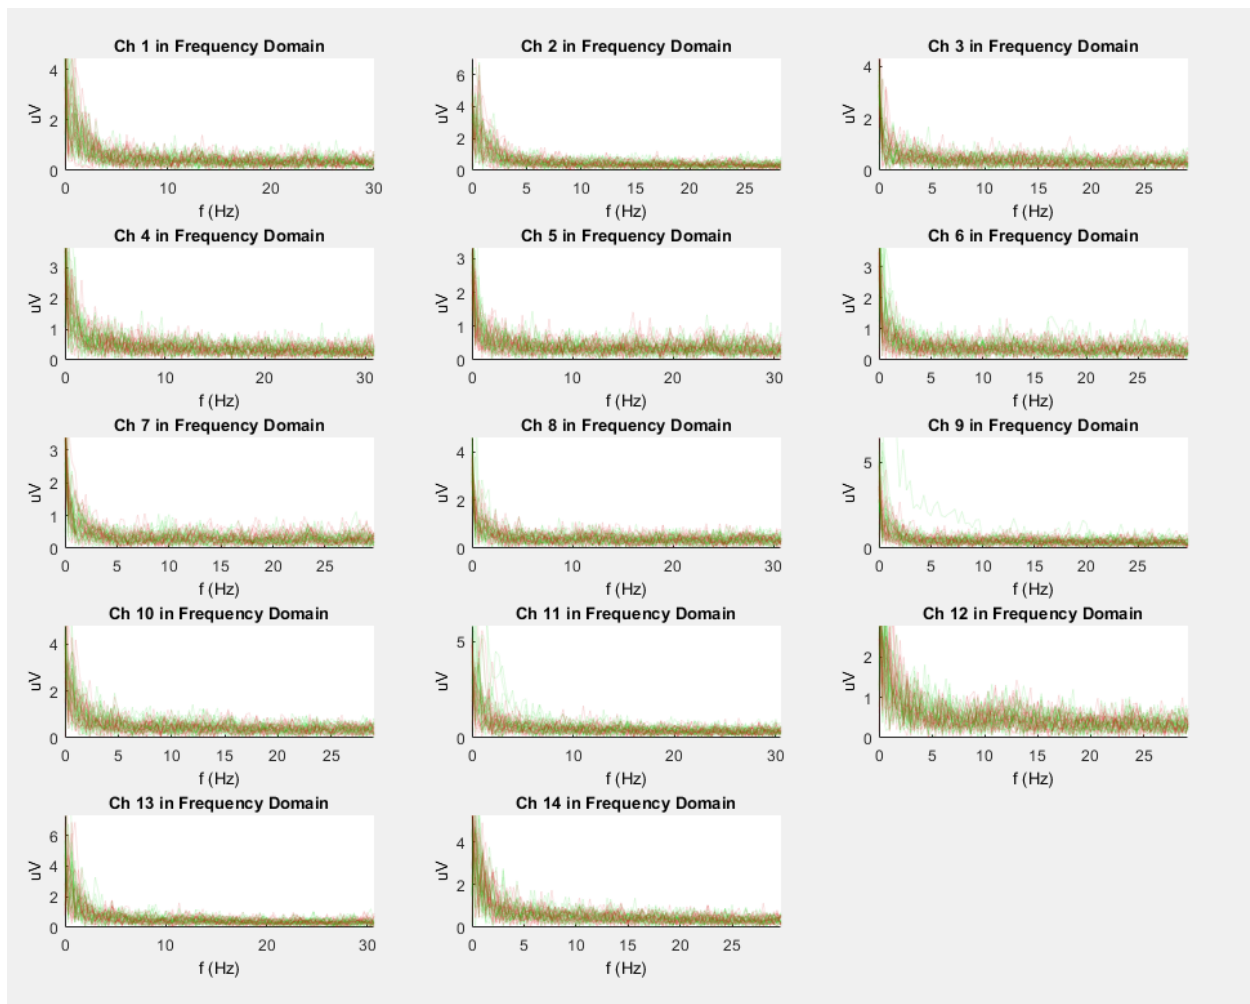 Ch 1 in Frequency Domain
4
2
0
uV
0 10 20 30
f (Hz)
Ch 2 in Frequency Domain
6
4
2
0
uV
0 5 10 15 20 25
f (Hz)
Ch 3 in Frequency Domain
4
2
0
uV
0 5 10 15 20 25
f (Hz)
Ch 4 in Frequency Domain
3
2
1
0
uV
0 10 20 30
f (Hz)
Ch 5 in Frequency Domain
3
2
1
0
uV
0 10 20 30
f (Hz)
Ch 6 in Frequency Domain
3
2
1
0
uV
0 5 10 15 20 25
f (Hz)
Ch 7 in Frequency Domain
3
2
1
0
uV
0 5 10 15 20 25
f (Hz)
Ch 8 in Frequency Domain
4
2
0
uV
0 10 20 30
f (Hz)
Ch 9 in Frequency Domain
5
0
uV
0 5 10 15 20 25
f (Hz)
Ch 10 in Frequency Domain
4
2
0
uV
0 5 10 15 20 25
f (Hz)
Ch 11 in Frequency Domain
5
0
uV
0 10 20 30
f (Hz)
Ch 12 in Frequency Domain
2
1
0
uV
0 5 10 15 20 25
f (Hz)
Ch 13 in Frequency Domain
6
4
2
0
uV
0 10 20 30
f (Hz)
Ch 14 in Frequency Domain
4
2
0
uV
0 5 10 15 20 25
f (Hz)